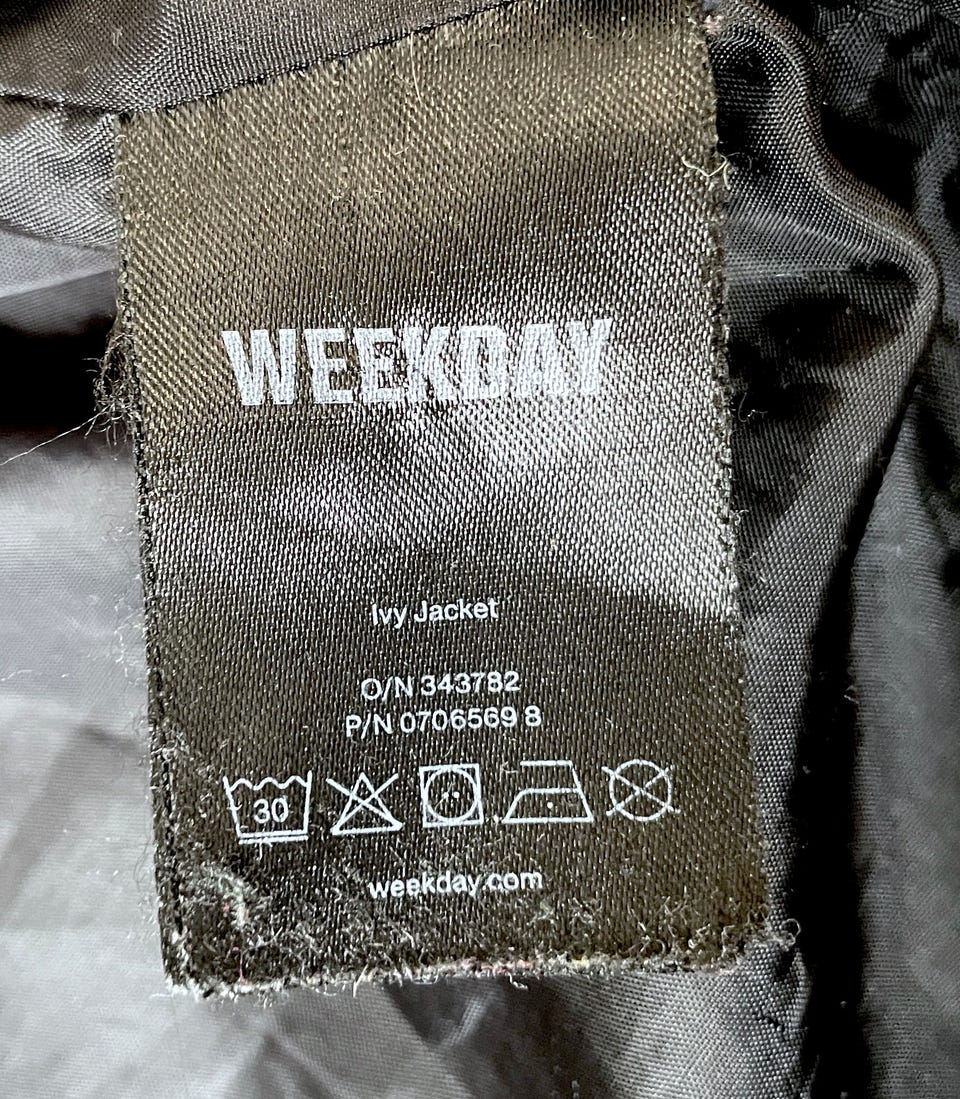 WEEKDAY
Ivy Jacket
O/N 343782
P/N 0706569 8
30
weekday.com